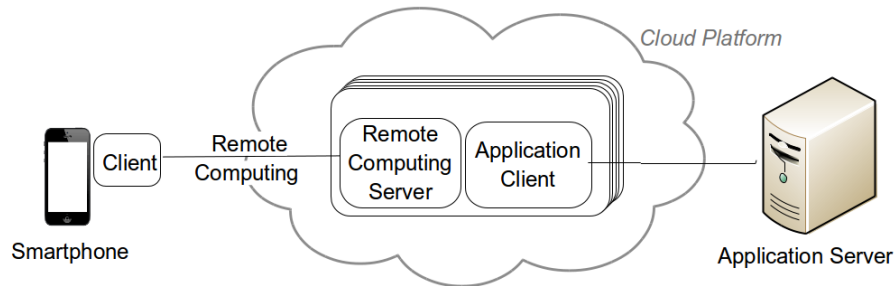 Cloud Platform
Client
Remote
Computing
Remote
Computing
Server
Application
Client
Smartphone
Application Server